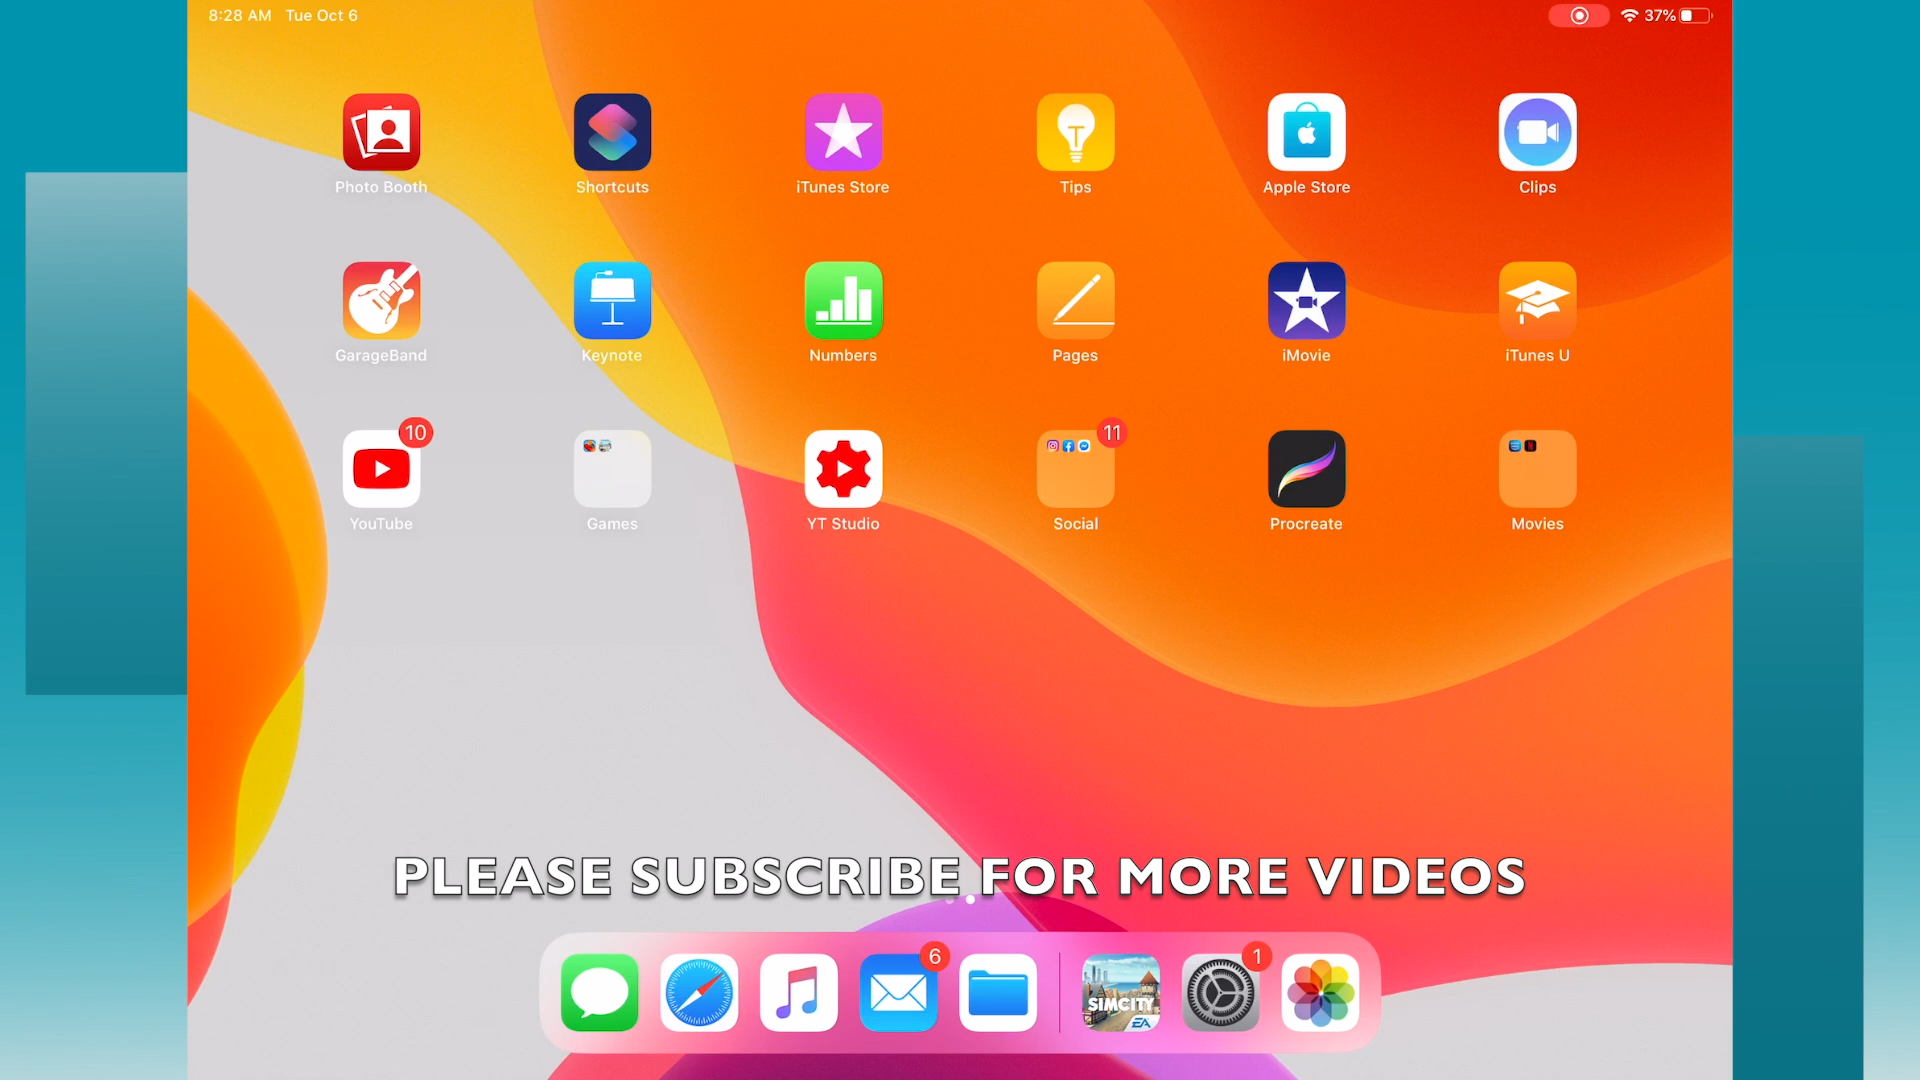 8:28 AM Tue Oct 6
37%
Photo Booth
Shortcuts
iTunes Store
Tips
Apple Store
Clips
GarageBand
Keynote
Numbers
Pages
iMovie
iTunes U
10
11
YouTube
Games
YT Studio
Social
Procreate
Movies
PLEASE SUBSCRIBE FOR MORE VIDEOS
6
1
SIMCITY
EA